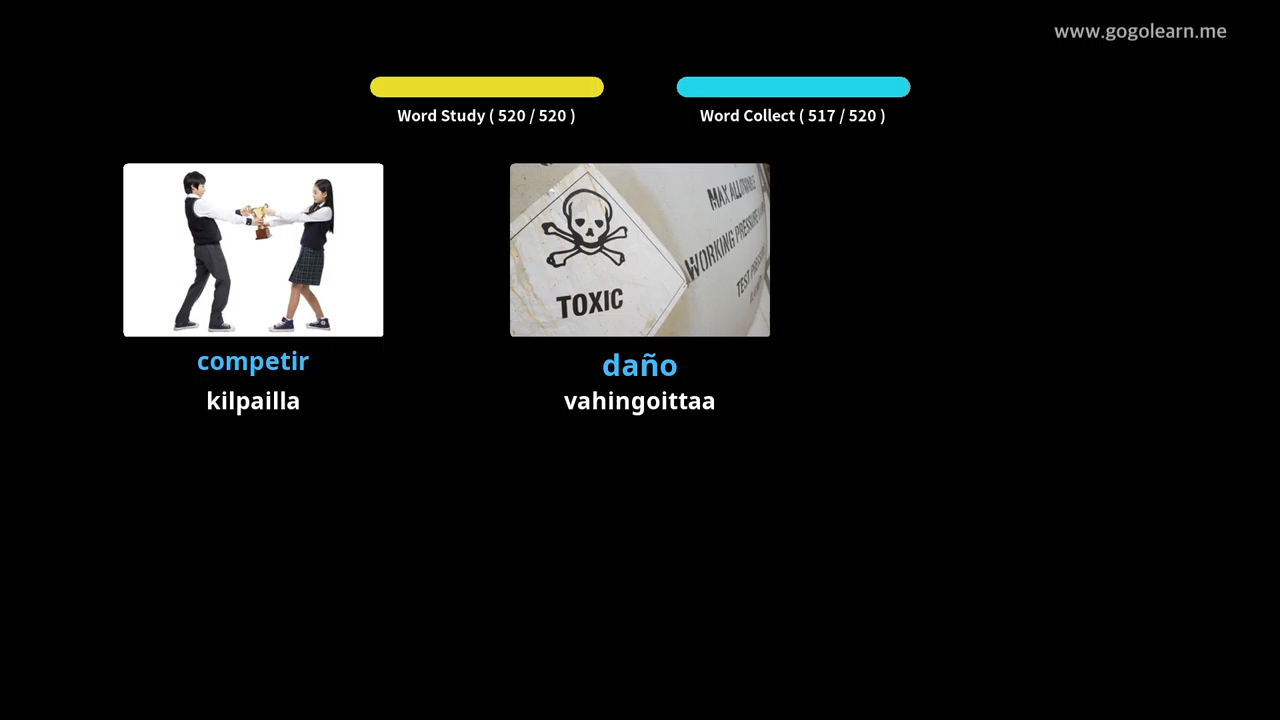 www.gogolearn.me
Word Study ( 520 / 520 )
Word Collect ( 517 / 520 )
TOXIC
MAX ALLOWABLE
WORKING PRESSURE
TEST PRESSURE
competir
daño
kilpailla
vahingoittaa